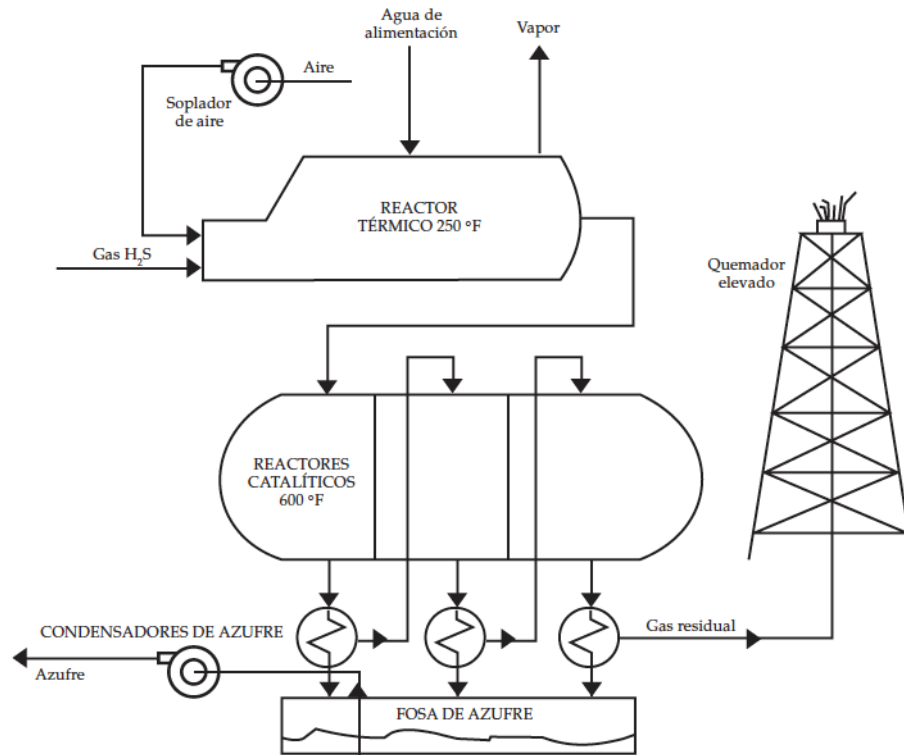 Agua de
alimentación
Vapor
Aire
Soplador
de aire
REACTOR
TÉRMICO 250 °F
Gas H₂S
Quemador
elevado
REACTORES
CATALÍTICOS
600 °F
CONDENSADORES DE AZUFRE
Gas residual
Azufre
FOSA DE AZUFRE